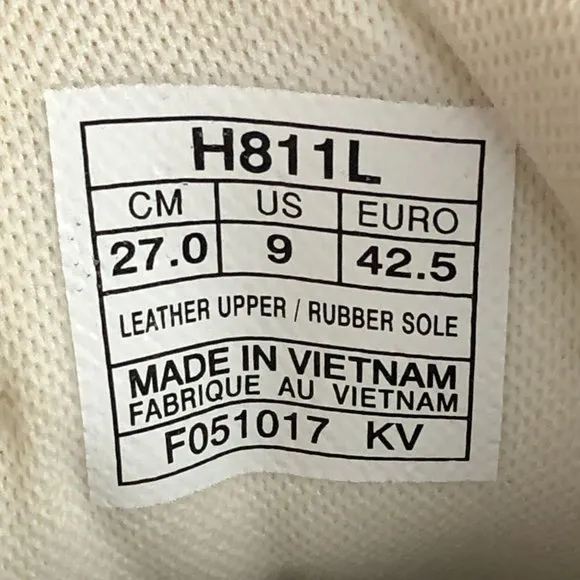 H811L
CM US EURO
27.0 9 42.5
LEATHER UPPER / RUBBER SOLE
MADE IN VIETNAM
FABRIQUE AU VIETNAM
F051017 KV